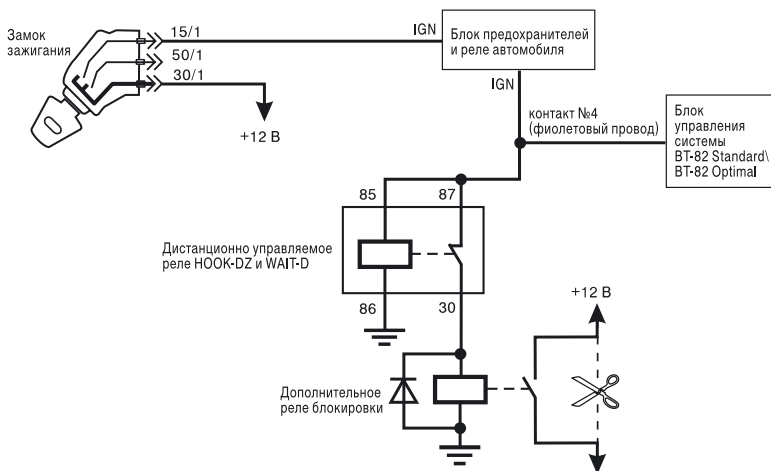 Замок
зажигания
15/1
50/1
30/1
+12 В
IGN
Блок предохранителей
и реле автомобиля
IGN
контакт №4
(фиолетовый провод)
Блок
управления
системы
BT-82 Standard\
BT-82 Optimal
85
87
Дистанционно управляемое
реле HOOK-DZ и WAIT-D
86
30
+12 В
Дополнительное
реле блокировки